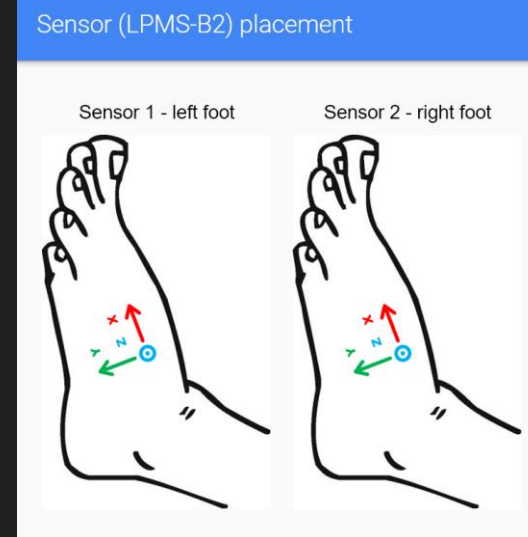 Sensor (LPMS-B2) placement
Sensor 1 - left foot
Sensor 2 - right foot
X
Z
Y
X
Z
Y